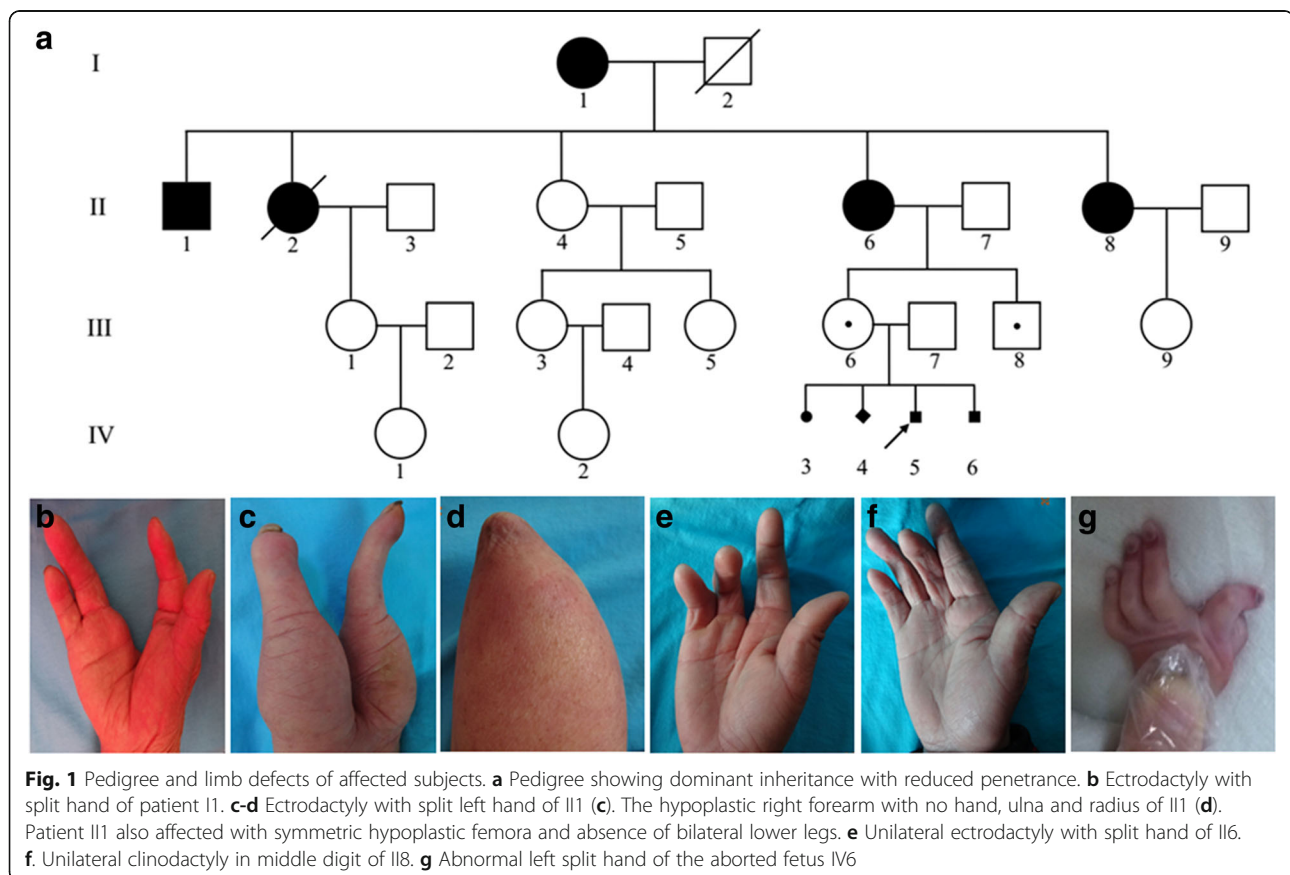 a
I
1 2
II
1 2 3 4 5 6 7 8 9
III
1 2 3 4 5 6 7 8 9
IV
1 2 3 4 5 6
b c d e f g
Fig. 1 Pedigree and limb defects of affected subjects. a Pedigree showing dominant inheritance with reduced penetrance. b Ectrodactyly with
split hand of patient I1. c-d Ectrodactyly with split left hand of II1 (c). The hypoplastic right forearm with no hand, ulna and radius of II1 (d).
Patient II1 also affected with symmetric hypoplastic femora and absence of bilateral lower legs. e Unilateral ectrodactyly with split hand of II6.
f. Unilateral clinodactyly in middle digit of II8. g Abnormal left split hand of the aborted fetus IV6